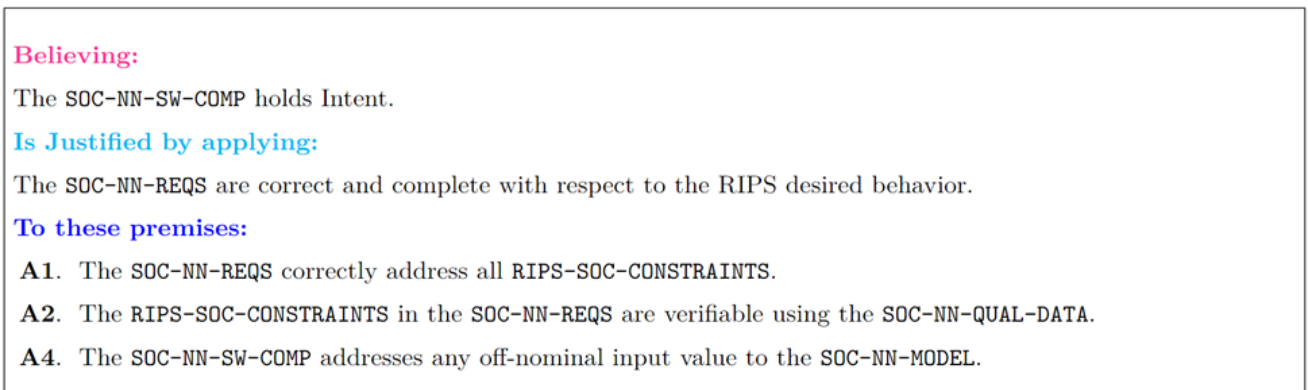 Believing:
The SOC-NN-SW-COMP holds Intent.
Is Justified by applying:
The SOC-NN-REQS are correct and complete with respect to the RIPS desired behavior.
To these premises:
A1. The SOC-NN-REQS correctly address all RIPS-SOC-CONSTRAINTS.
A2. The RIPS-SOC-CONSTRAINTS in the SOC-NN-REQS are verifiable using the SOC-NN-QUAL-DATA.
A4. The SOC-NN-SW-COMP addresses any off-nominal input value to the SOC-NN-MODEL.